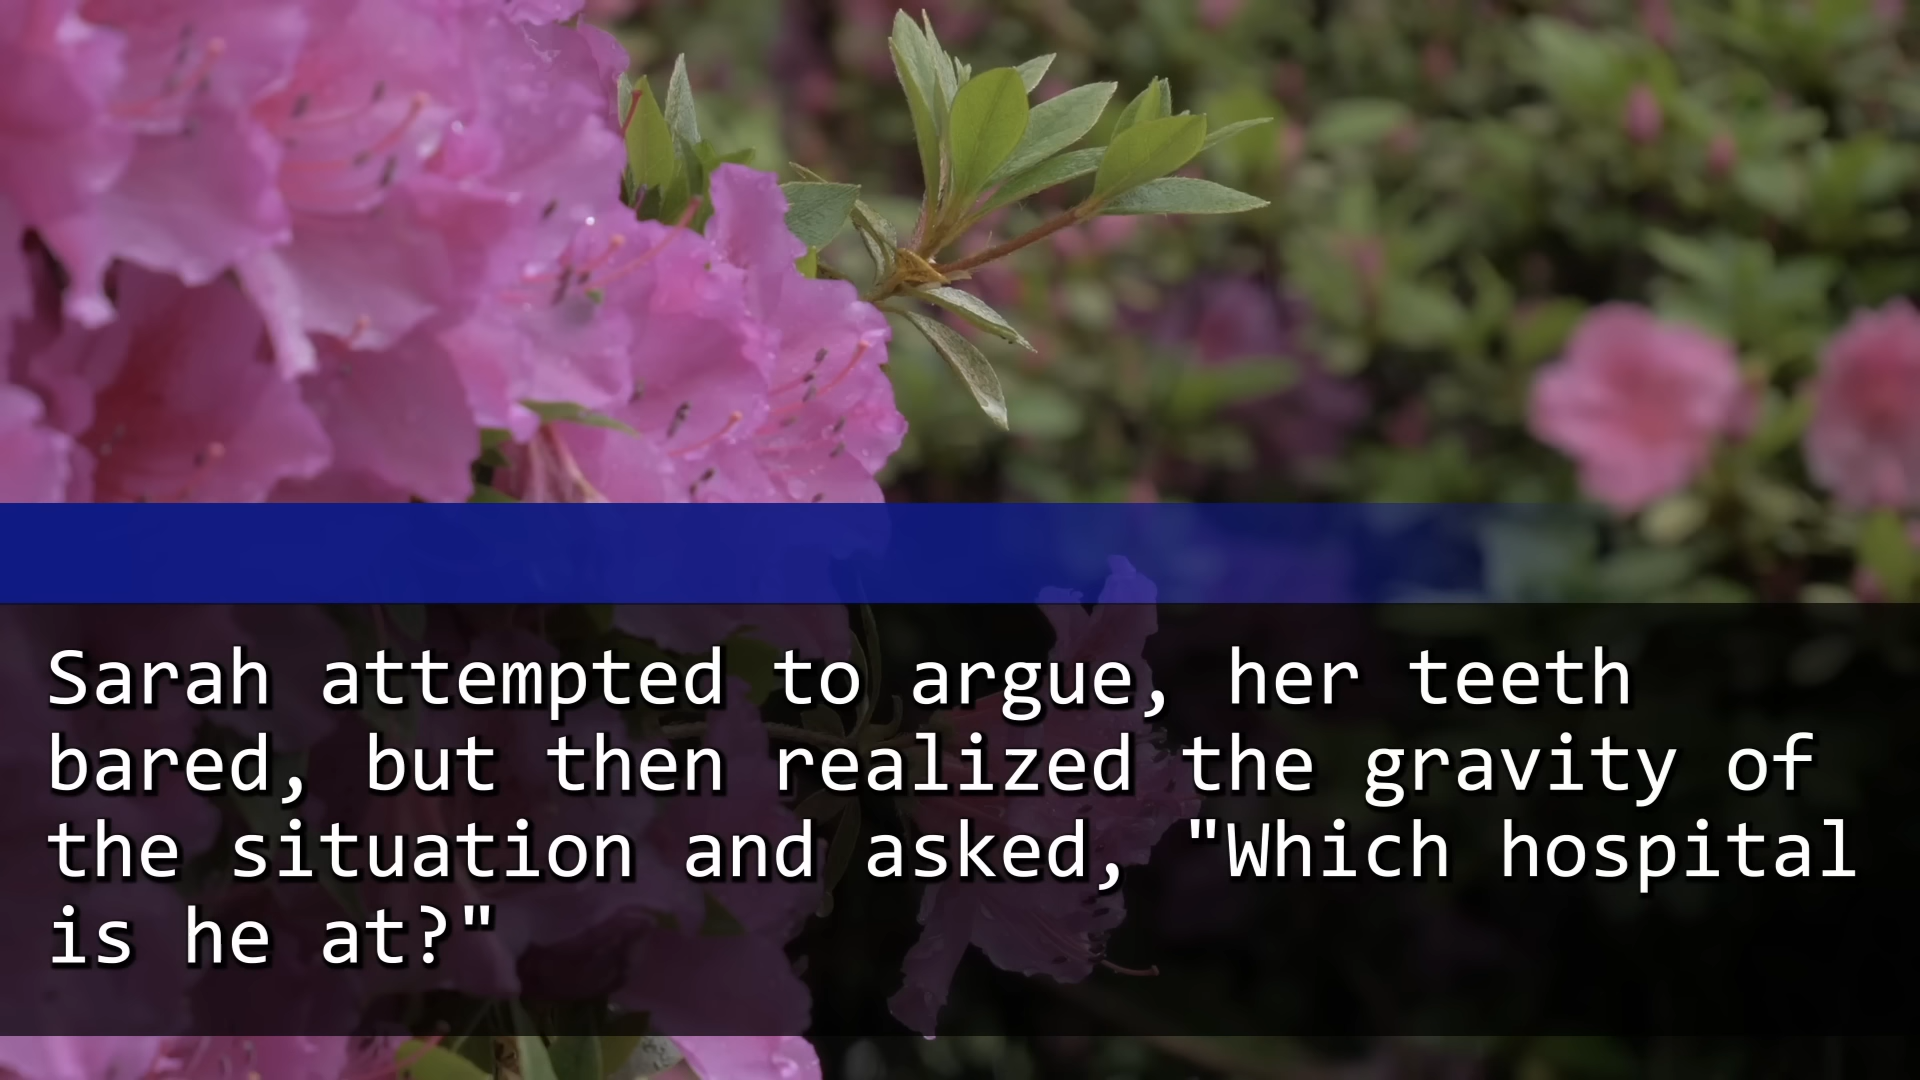 Sarah attempted to argue, her teeth
bared, but then realized the gravity of
the situation and asked, "Which hospital
is he at?"